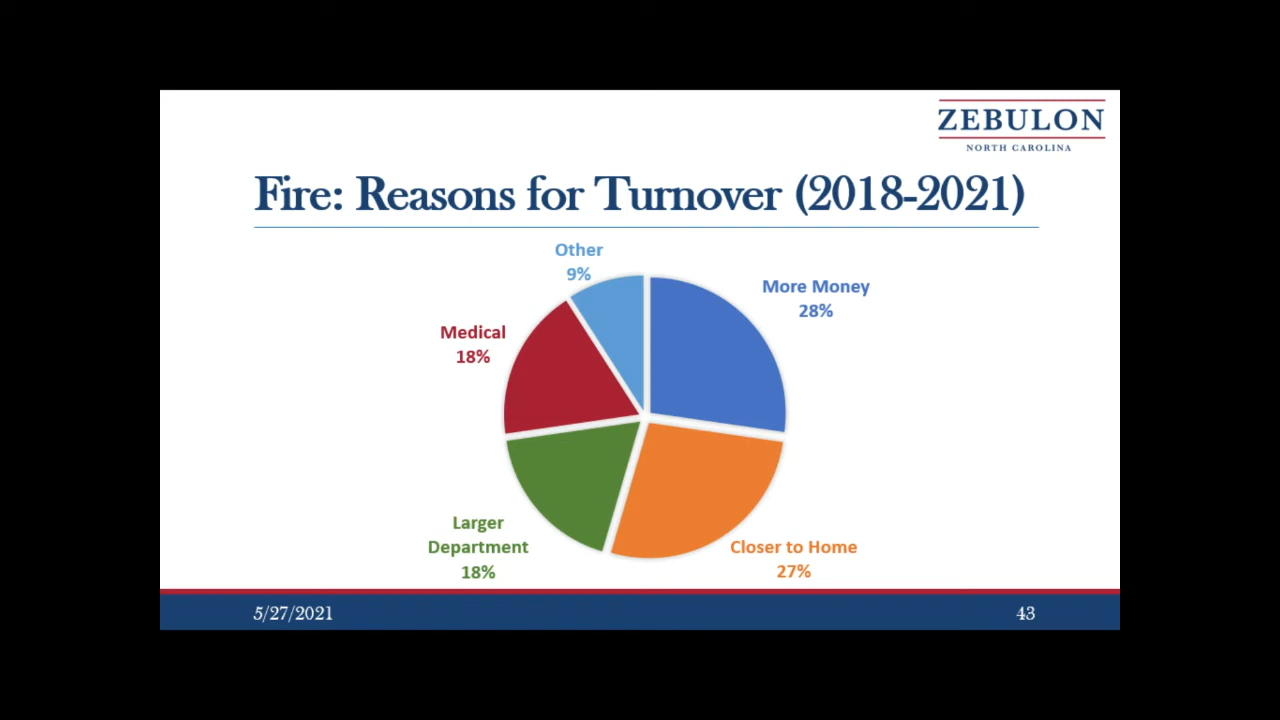 ZEBULON
NORTH CAROLINA
Fire: Reasons for Turnover (2018-2021)
Other
9%
More Money
28%
Medical
18%
Larger
Department
18%
Closer to Home
27%
5/27/2021
43